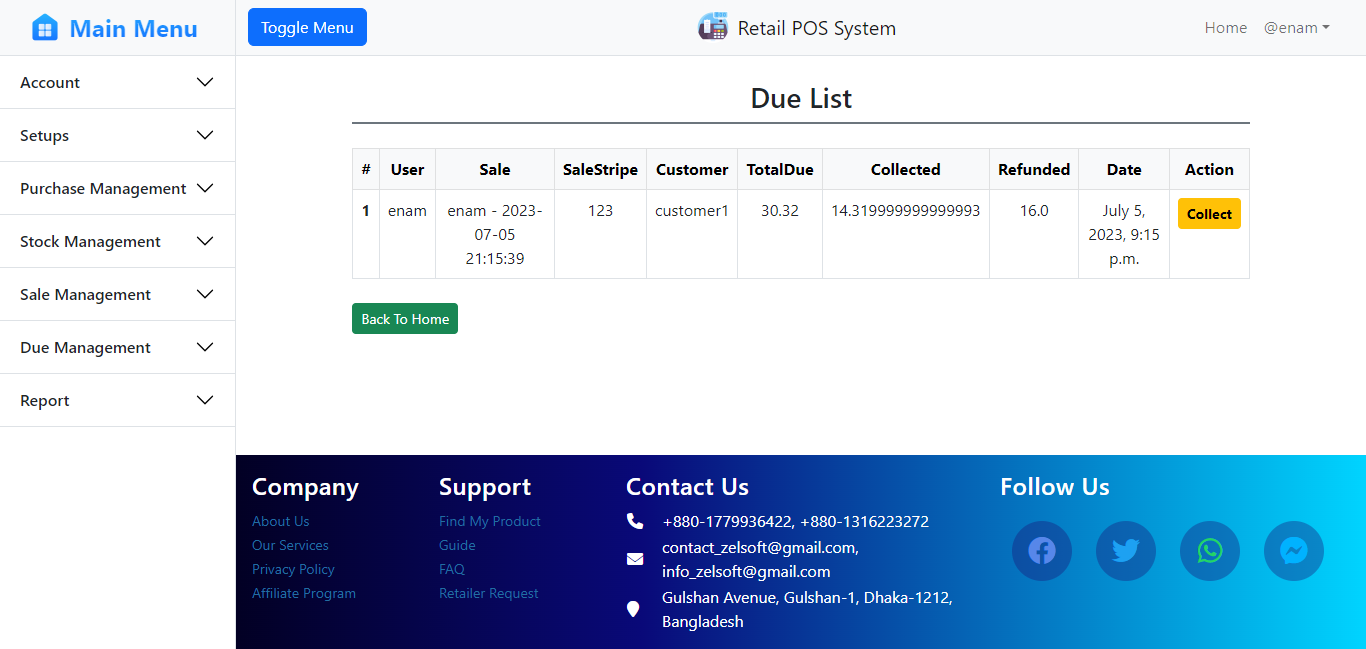 Main Menu
Toggle Menu
Retail POS System
Home @enam
Account
Setups
Purchase Management
Stock Management
Sale Management
Due Management
Report
Due List
# User Sale SaleStripe Customer TotalDue Collected Refunded Date Action
1 enam enam - 2023- 123 customer1 30.32 14.319999999999993 16.0 July 5, Collect
07-05 2023, 9:15
21:15:39 p.m.
Back To Home
Company
About Us
Our Services
Privacy Policy
Affiliate Program
Support
Find My Product
Guide
FAQ
Retailer Request
Contact Us
+880-1779936422, +880-1316223272
contact_zelsoft@gmail.com,
info_zelsoft@gmail.com
Gulshan Avenue, Gulshan-1, Dhaka-1212,
Bangladesh
Follow Us